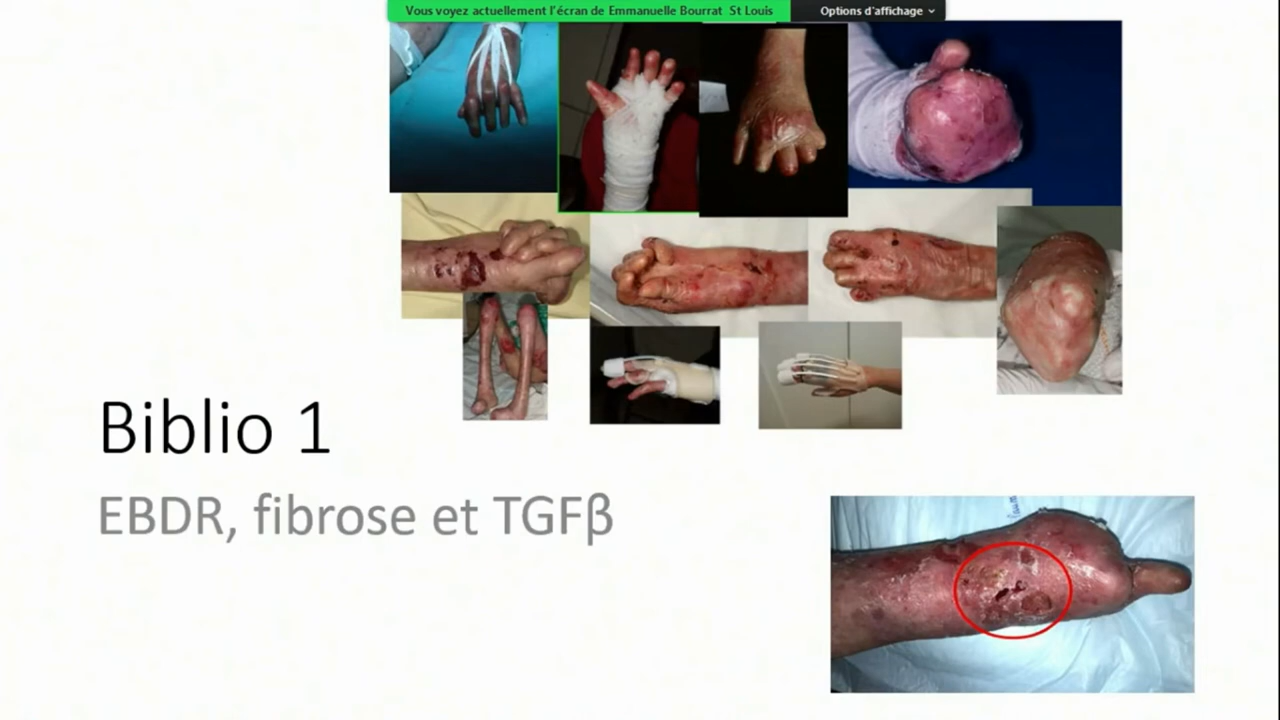 Vous voyez actuellement l'écran de Emmanuelle Bourrat St Louis
Options d'affichage
Biblio 1
EBDR, fibrose et TGFβ